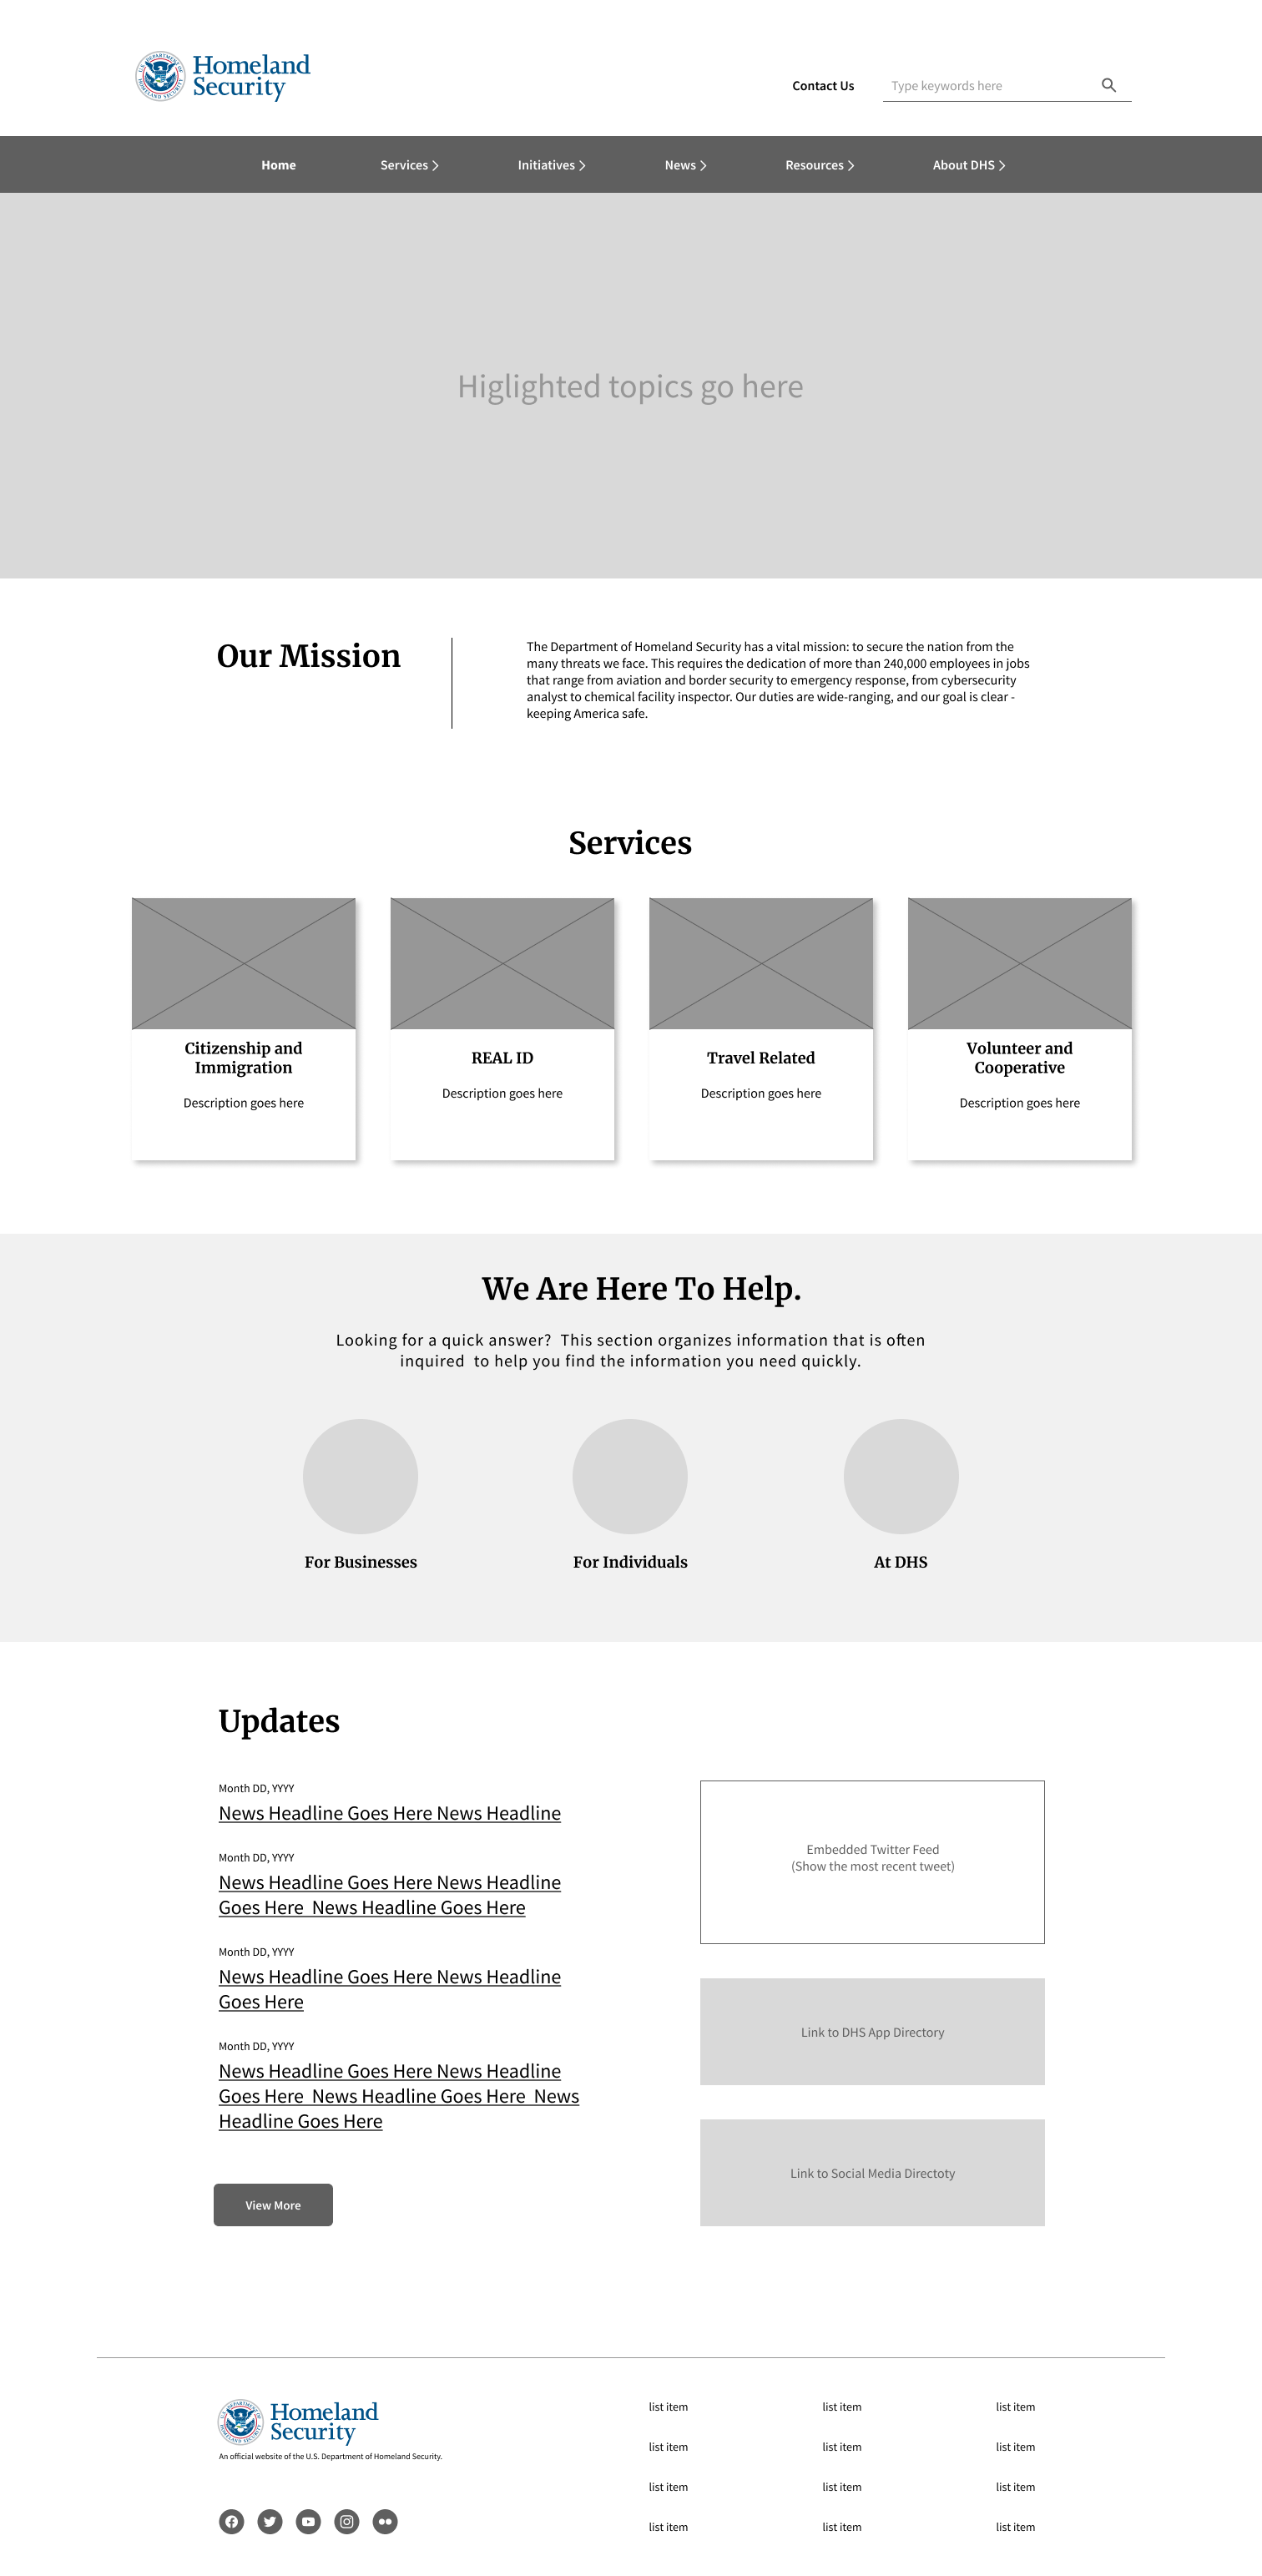 Homeland
Security
Contact Us
Type keywords here
Home
Services
Initiatives
News
Resources
About DHS
Higlighted topics go here
Our Mission
The Department of Homeland Security has a vital mission: to secure the nation from the
many threats we face. This requires the dedication of more than 240,000 employees in jobs
that range from aviation and border security to emergency response, from cybersecurity
analyst to chemical facility inspector. Our duties are wide-ranging, and our goal is clear -
keeping America safe.
Services
Citizenship and
Immigration
Description goes here
REAL ID
Description goes here
Travel Related
Description goes here
Volunteer and
Cooperative
Description goes here
We Are Here To Help.
Looking for a quick answer?  This section organizes information that is often
inquired  to help you find the information you need quickly.
For Businesses
For Individuals
At DHS
Updates
Month DD, YYYY
News Headline Goes Here News Headline
Month DD, YYYY
News Headline Goes Here News Headline
Goes Here  News Headline Goes Here
Month DD, YYYY
News Headline Goes Here News Headline
Goes Here
Month DD, YYYY
News Headline Goes Here News Headline
Goes Here  News Headline Goes Here  News
Headline Goes Here
View More
Embedded Twitter Feed
(Show the most recent tweet)
Link to DHS App Directory
Link to Social Media Directoty
Homeland
Security
An official website of the U.S. Department of Homeland Security.
list item
list item
list item
list item
list item
list item
list item
list item
list item
list item
list item
list item